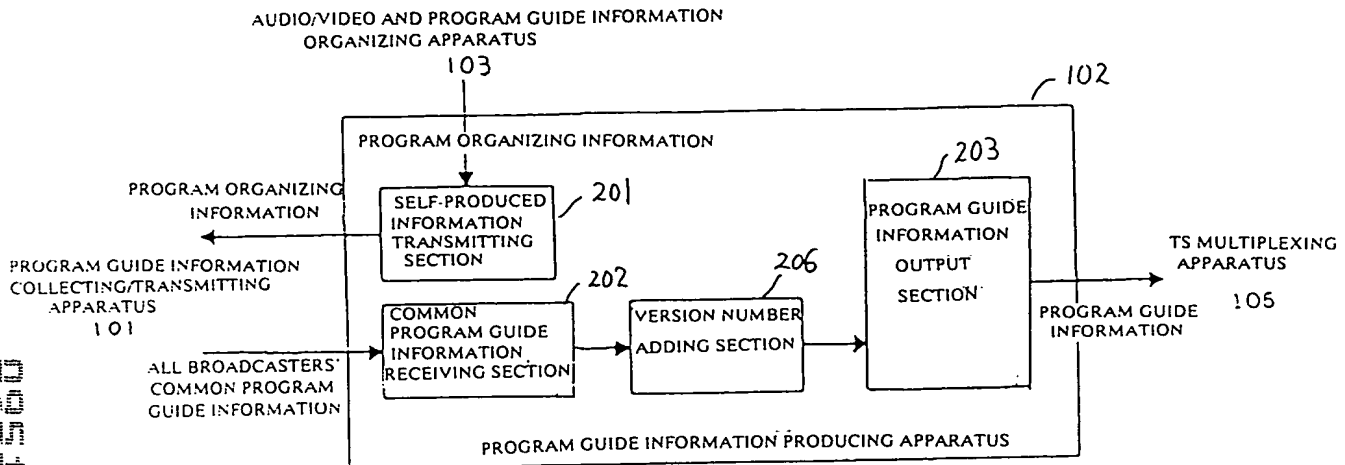 AUDIO/VIDEO AND PROGRAM GUIDE INFORMATION
ORGANIZING APPARATUS
103
102
PROGRAM ORGANIZING INFORMATION
203
PROGRAM ORGANIZING
INFORMATION
SELF-PRODUCED
INFORMATION
TRANSMITTING
SECTION
201
PROGRAM GUIDE
INFORMATION
OUTPUT
SECTION
TS MULTIPLEXING
APPARATUS
105
PROGRAM GUIDE INFORMATION
COLLECTING/TRANSMITTING
APPARATUS
101
202
COMMON
PROGRAM GUIDE
INFORMATION
RECEIVING SECTION
206
VERSION NUMBER
ADDING SECTION
PROGRAM GUIDE
INFORMATION
ALL BROADCASTERS'
COMMON PROGRAM
GUIDE INFORMATION
PROGRAM GUIDE INFORMATION PRODUCING APPARATUS